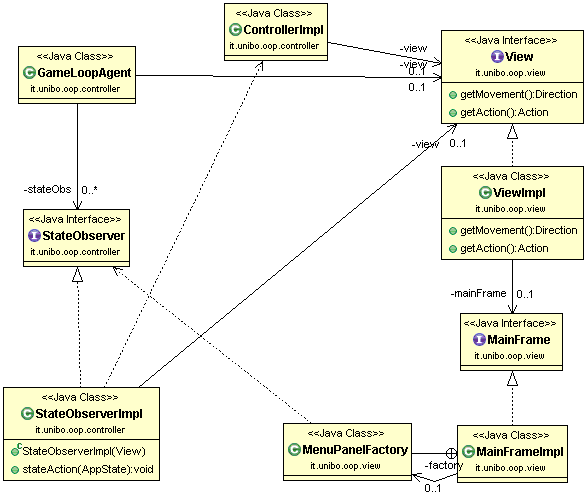 <<Java Class>>
ControllerImpl
it.unibo.oop.controller
<<Java Class>>
GameLoopAgent
it.unibo.oop.controller
<<Java Interface>>
View
it.unibo.oop.view
getMovement():Direction
getAction():Action
-view
-view
0..1
0..1
-view
0..1
-stateObs
0..*
<<Java Interface>>
StateObserver
it.unibo.oop.controller
<<Java Class>>
ViewImpl
it.unibo.oop.view
getMovement():Direction
getAction():Action
-mainFrame
0..1
<<Java Interface>>
MainFrame
it.unibo.oop.view
<<Java Class>>
StateObserverImpl
it.unibo.oop.controller
StateObserverImpl(View)
stateAction(AppState):void
<<Java Class>>
MenuPanelFactory
it.unibo.oop.view
-factory
0..1
<<Java Class>>
MainFrameImpl
it.unibo.oop.view